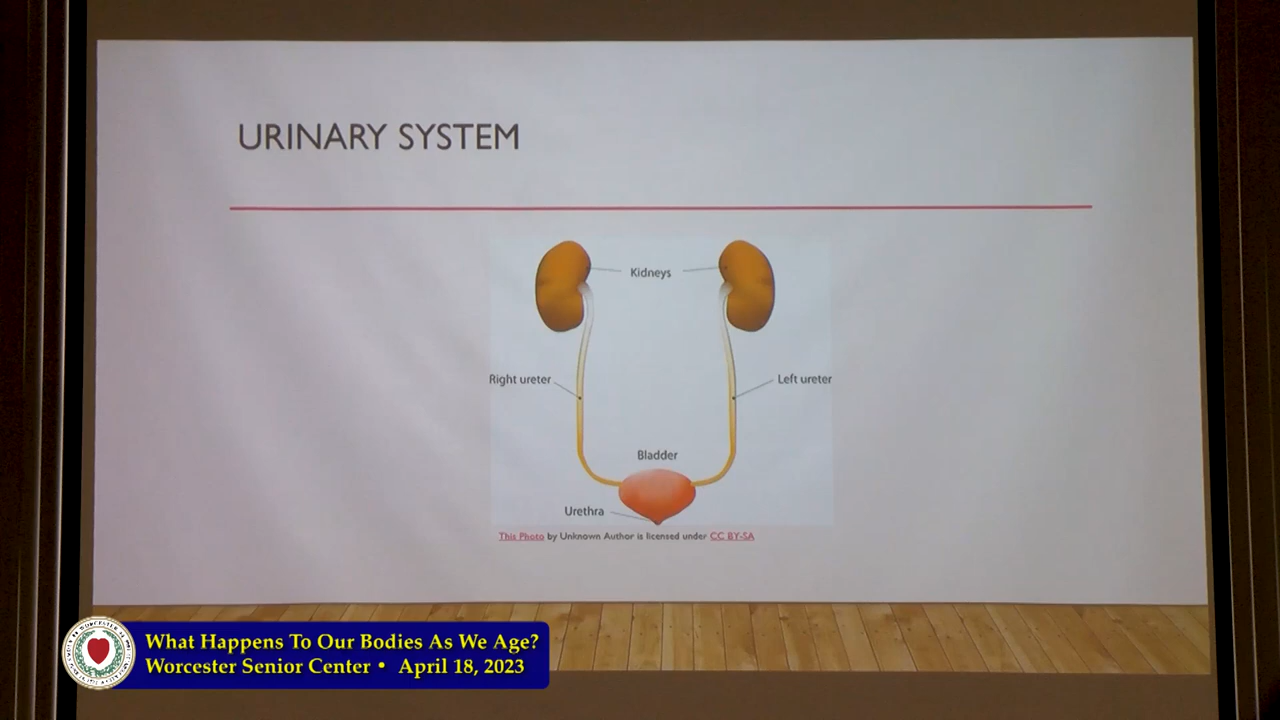 URINARY SYSTEM
Kidneys
Right ureter
Left ureter
Bladder
Urethra
This Photo by Unknown Author is licensed under CC BY-SA
What Happens To Our Bodies As We Age?
Worcester Senior Center • April 18, 2023